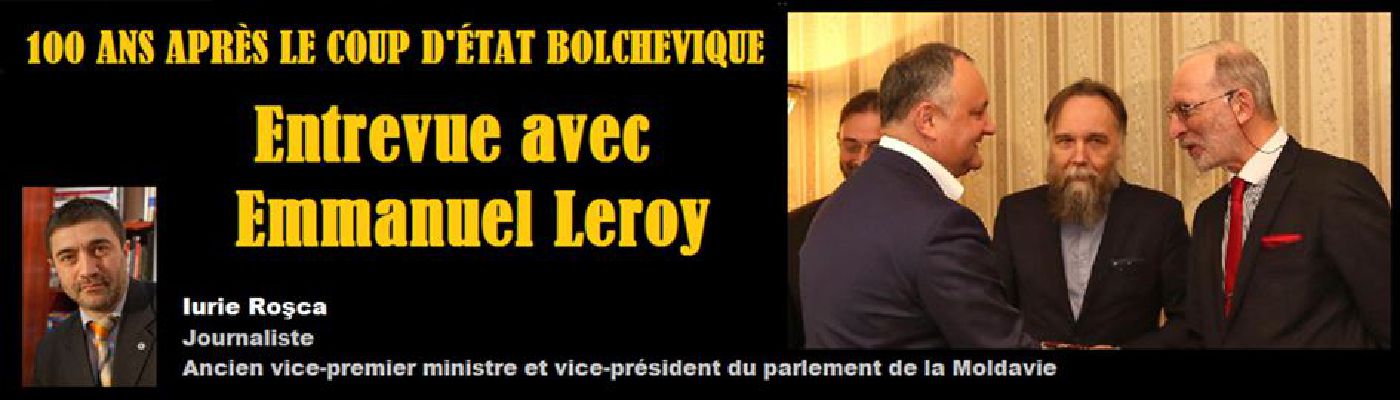 100 ANS APRÈS LE COUP D'ÉTAT BOLCHEVIQUE
Entrevue avec
Emmanuel Leroy
Iurie Roşca
Journaliste
Ancien vice-premier ministre et vice-président du parlement de la Moldavie